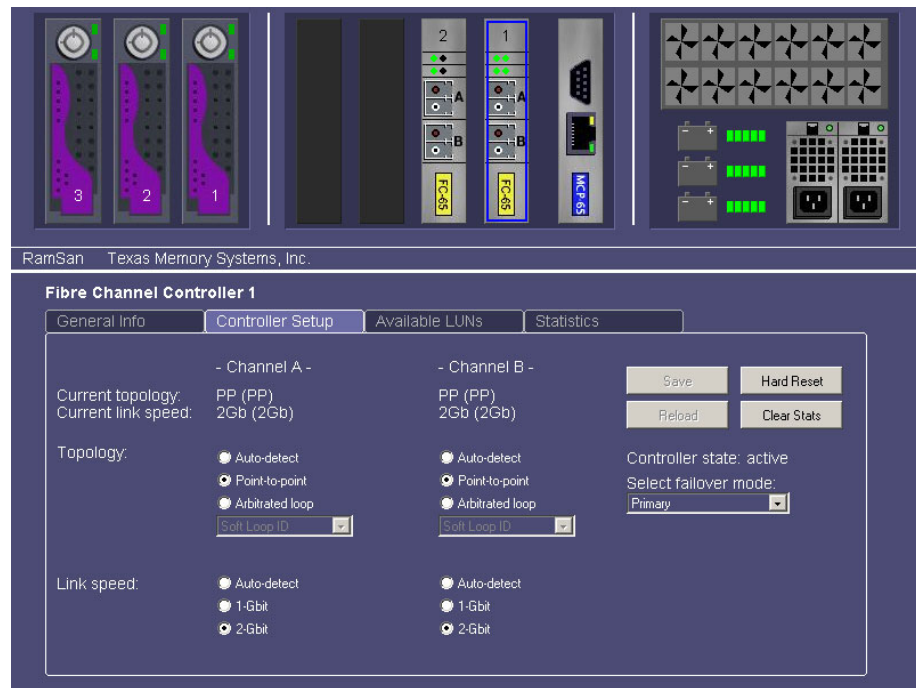 3 2 1
2 1
A A
B B
FC-65 FC-65 MCP-65
- + 
- + 
- + 
RamSan Texas Memory Systems, Inc.
Fibre Channel Controller 1
General Info Controller Setup Available LUNs Statistics
- Channel A - - Channel B -
Save Hard Reset
Current topology: PP (PP) PP (PP)
Current link speed: 2Gb (2Gb) 2Gb (2Gb)
Reload Clear Stats
Topology: Auto-detect Auto-detect Controller state: active
Point-to-point Point-to-point Select failover mode:
Arbitrated loop Arbitrated loop Primary
Soft Loop ID Soft Loop ID
Link speed: Auto-detect Auto-detect
1-Gbit 1-Gbit
2-Gbit 2-Gbit